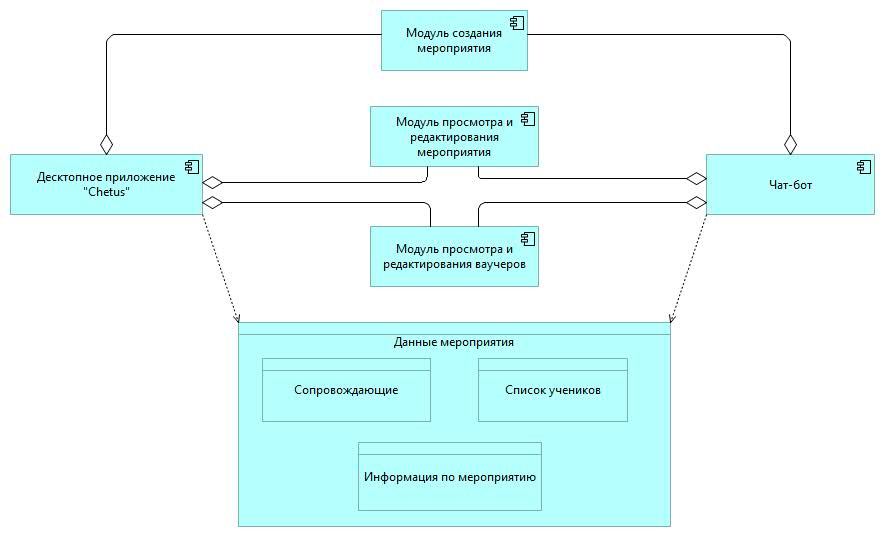 Модуль создания
мероприятия
Модуль просмотра и
редактирования
мероприятия
Десктопное приложение
"Chetus"
Чат-бот
Модуль просмотра и
редактирования ваучеров
Данные мероприятия
Сопровождающие
Список учеников
Информация по мероприятию